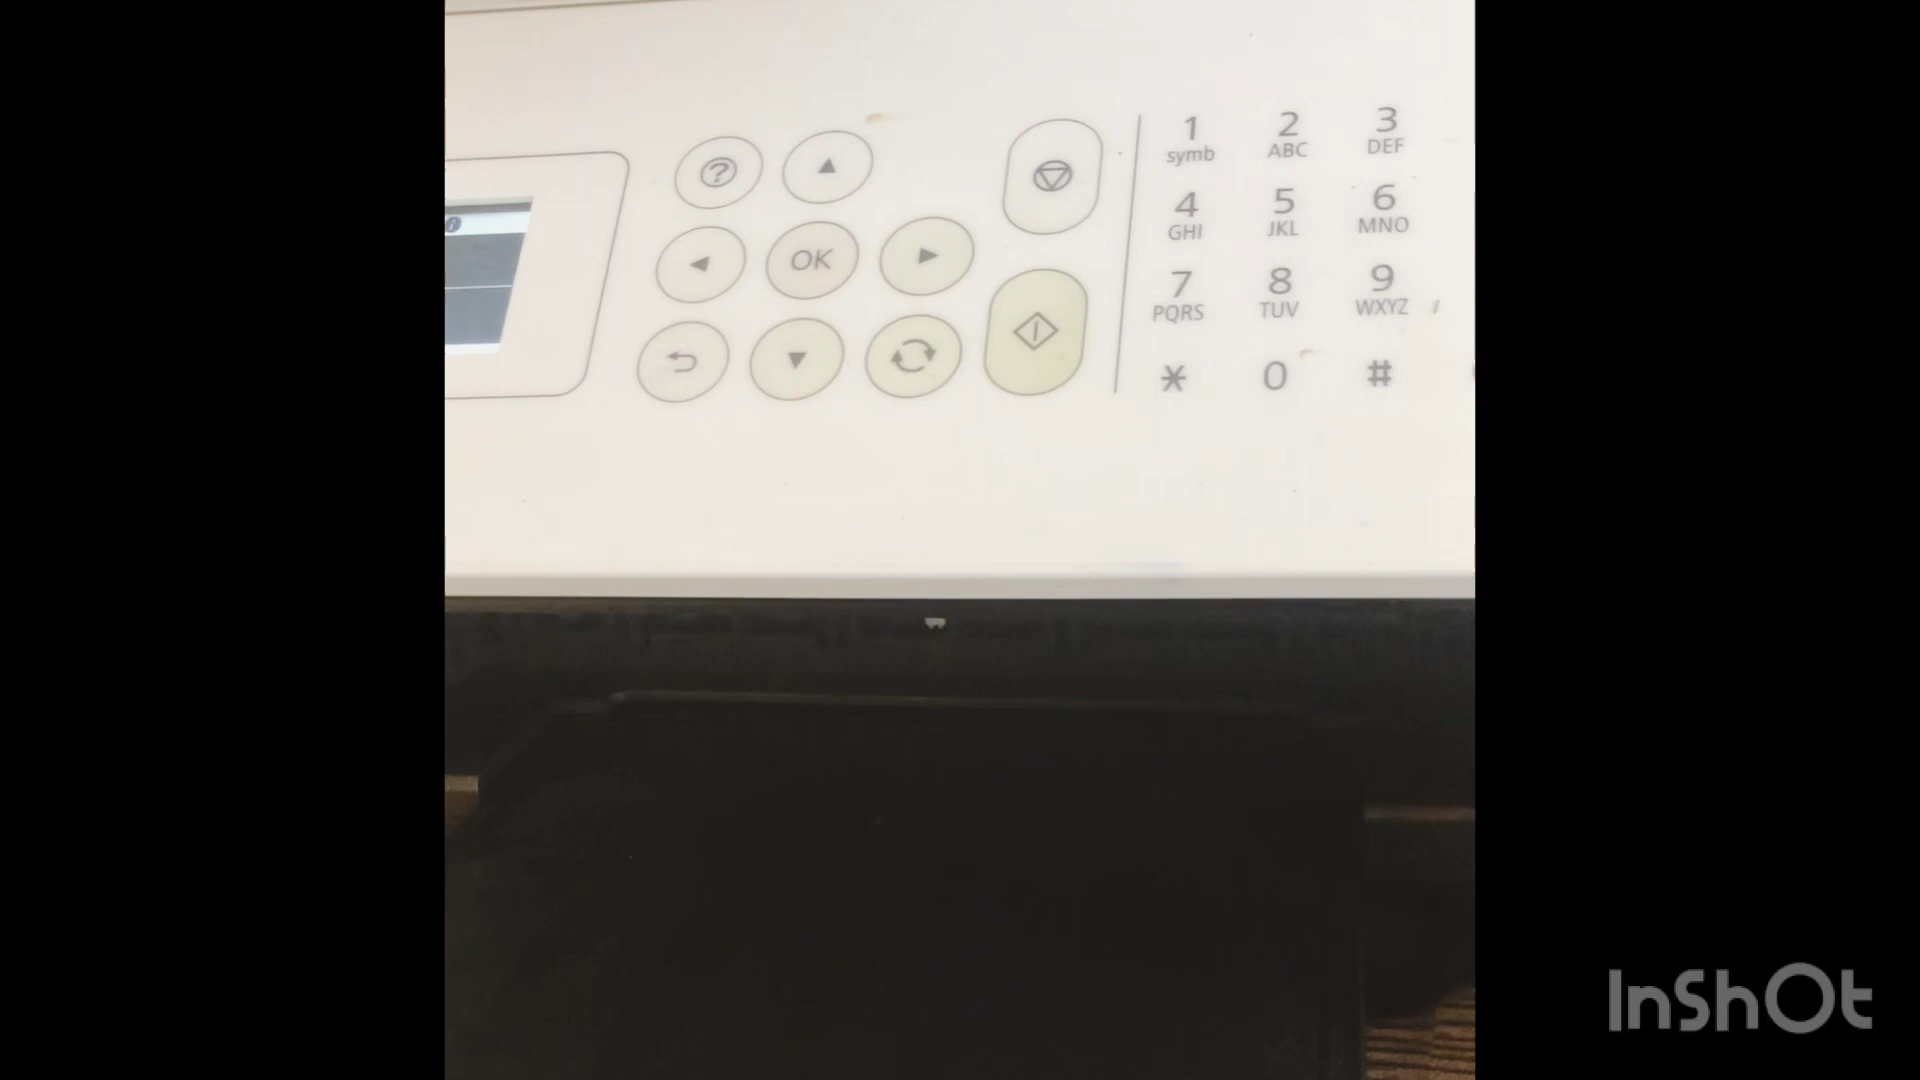 1 2 3
symb ABC DEF
4 5 6
GHI JKL MNO
OK
7 8 9
PQRS TUV WXYZ
* 0 #
InShOt